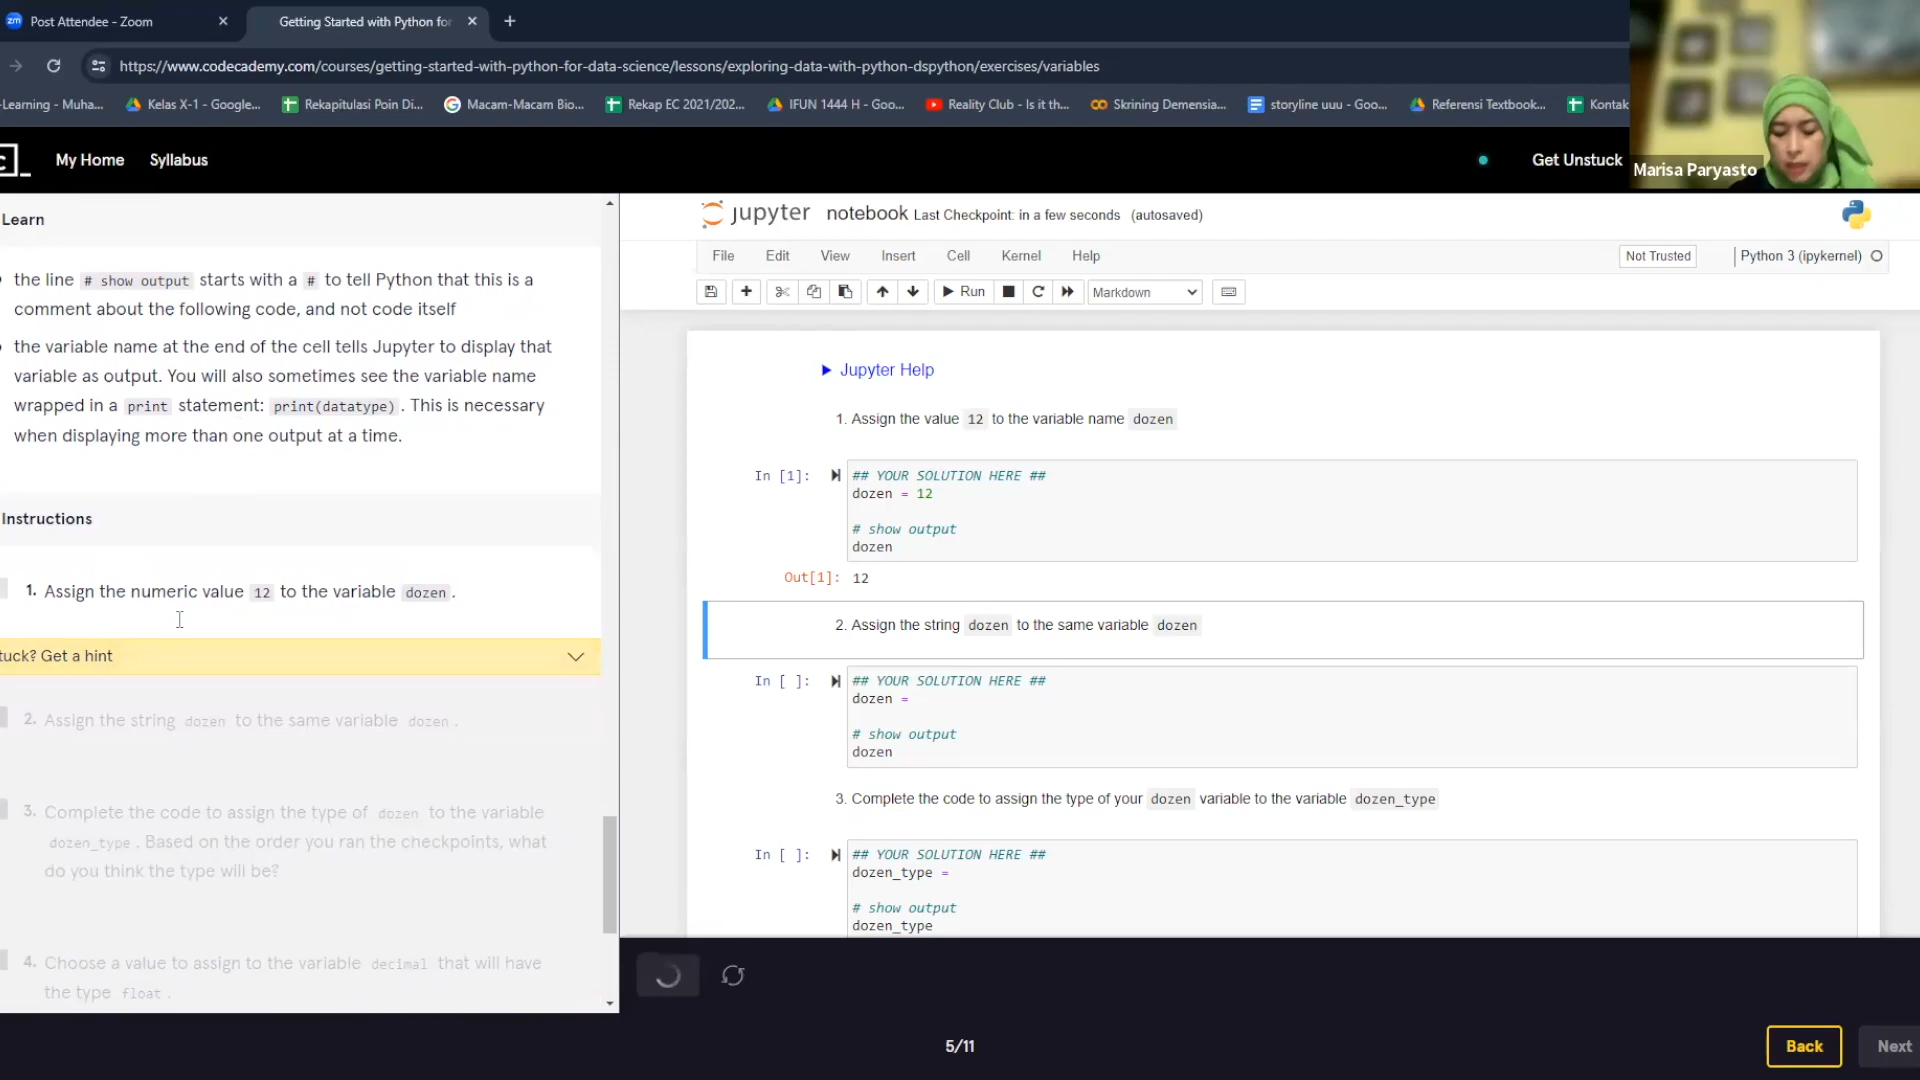 zm Post Attendee - Zoom
Getting Started with Python for
https://www.codecademy.com/courses/getting-started-with-python-for-data-science/lessons/exploring-data-with-python-dspython/exercises/variables
-Learning - Muha... Kelas X-1 - Google... Rekapitulasi Poin Di... Macam-Macam Bio... Rekap EC 2021/202... IFUN 1444 H - Goo... Reality Club - Is it th... Skrining Demensia... storyline uuu - Goo... Referensi Textbook... Kontak
My Home Syllabus Get Unstuck
Marisa Paryasto
Learn
the line # show output starts with a # to tell Python that this is a
comment about the following code, and not code itself
the variable name at the end of the cell tells Jupyter to display that
variable as output. You will also sometimes see the variable name
wrapped in a print statement: print(datatype). This is necessary
when displaying more than one output at a time.
Instructions
1. Assign the numeric value 12 to the variable dozen.
tuck? Get a hint
2. Assign the string dozen to the same variable dozen.
3. Complete the code to assign the type of dozen to the variable
dozen_type. Based on the order you ran the checkpoints, what
do you think the type will be?
4. Choose a value to assign to the variable decimal that will have
the type float.
jupyter notebook Last Checkpoint: in a few seconds (autosaved)
File Edit View Insert Cell Kernel Help Not Trusted Python 3 (ipykernel)
Run Markdown
Jupyter Help
1. Assign the value 12 to the variable name dozen
In [1]: ## YOUR SOLUTION HERE ##
dozen = 12
# show output
dozen
Out[1]: 12
2. Assign the string dozen to the same variable dozen
In [ ]: ## YOUR SOLUTION HERE ##
dozen =
# show output
dozen
3. Complete the code to assign the type of your dozen variable to the variable dozen_type
In [ ]: ## YOUR SOLUTION HERE ##
dozen_type =
# show output
dozen_type
5/11
Back Next